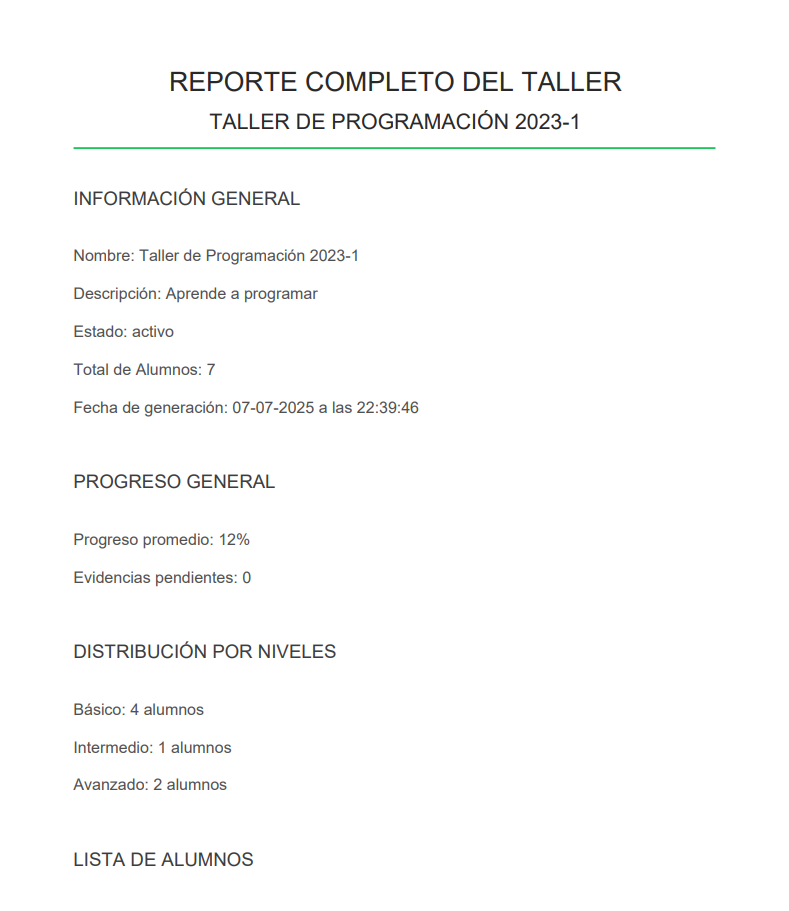 REPORTE COMPLETO DEL TALLER
TALLER DE PROGRAMACIÓN 2023-1
INFORMACIÓN GENERAL
Nombre: Taller de Programación 2023-1
Descripción: Aprende a programar
Estado: activo
Total de Alumnos: 7
Fecha de generación: 07-07-2025 a las 22:39:46
PROGRESO GENERAL
Progreso promedio: 12%
Evidencias pendientes: 0
DISTRIBUCIÓN POR NIVELES
Básico: 4 alumnos
Intermedio: 1 alumnos
Avanzado: 2 alumnos
LISTA DE ALUMNOS